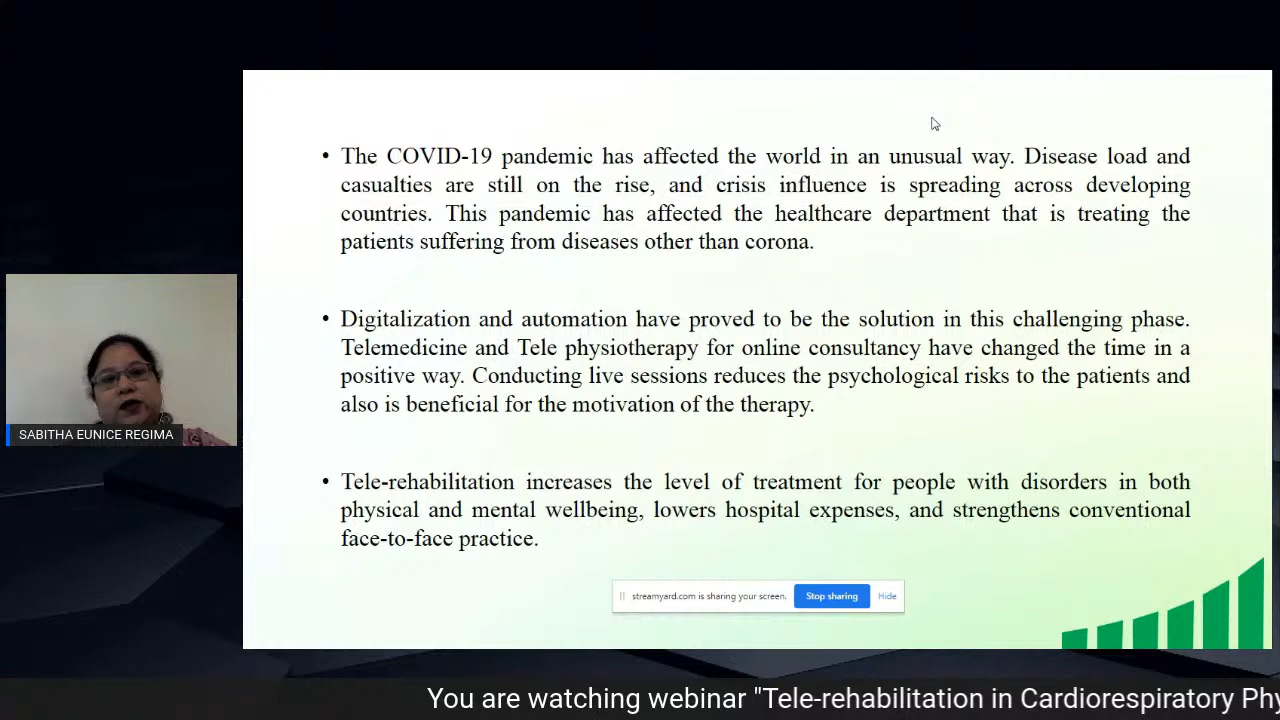 • The COVID-19 pandemic has affected the world in an unusual way. Disease load and
casualties are still on the rise, and crisis influence is spreading across developing
countries. This pandemic has affected the healthcare department that is treating the
patients suffering from diseases other than corona.
• Digitalization and automation have proved to be the solution in this challenging phase.
Telemedicine and Tele physiotherapy for online consultancy have changed the time in a
positive way. Conducting live sessions reduces the psychological risks to the patients and
also is beneficial for the motivation of the therapy.
SABITHA EUNICE REGIMA
• Tele-rehabilitation increases the level of treatment for people with disorders in both
physical and mental wellbeing, lowers hospital expenses, and strengthens conventional
face-to-face practice.
streamyard.com is sharing your screen. Stop sharing Hide
You are watching webinar "Tele-rehabilitation in Cardiorespiratory Phy